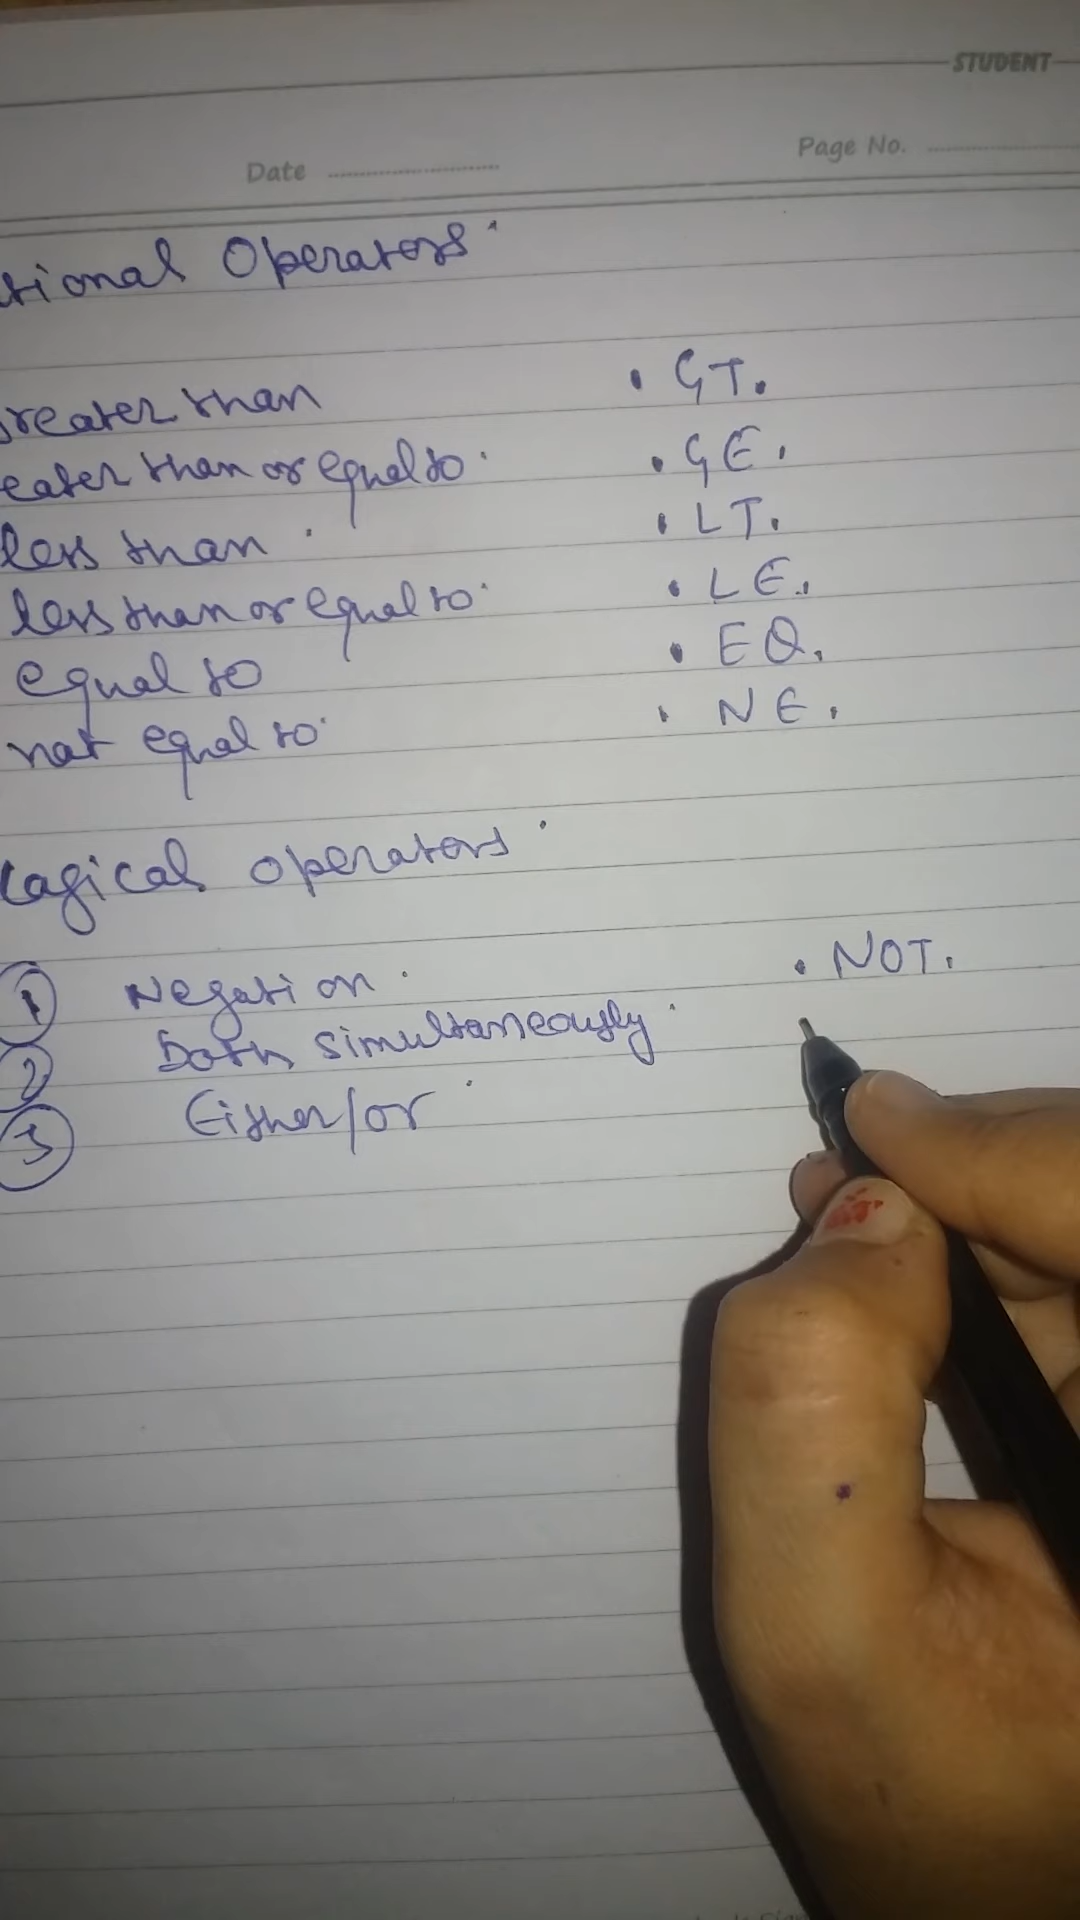 STUDENT
Date
Page No.
tional Operators
reater than .GT.
eater than or equal to .GE.
less than .LT.
less than or equal to .LE.
equal to .EQ.
not equal to .NE.
Logical operators
1 Negation .NOT.
2 Both simultaneously
3 Either/or